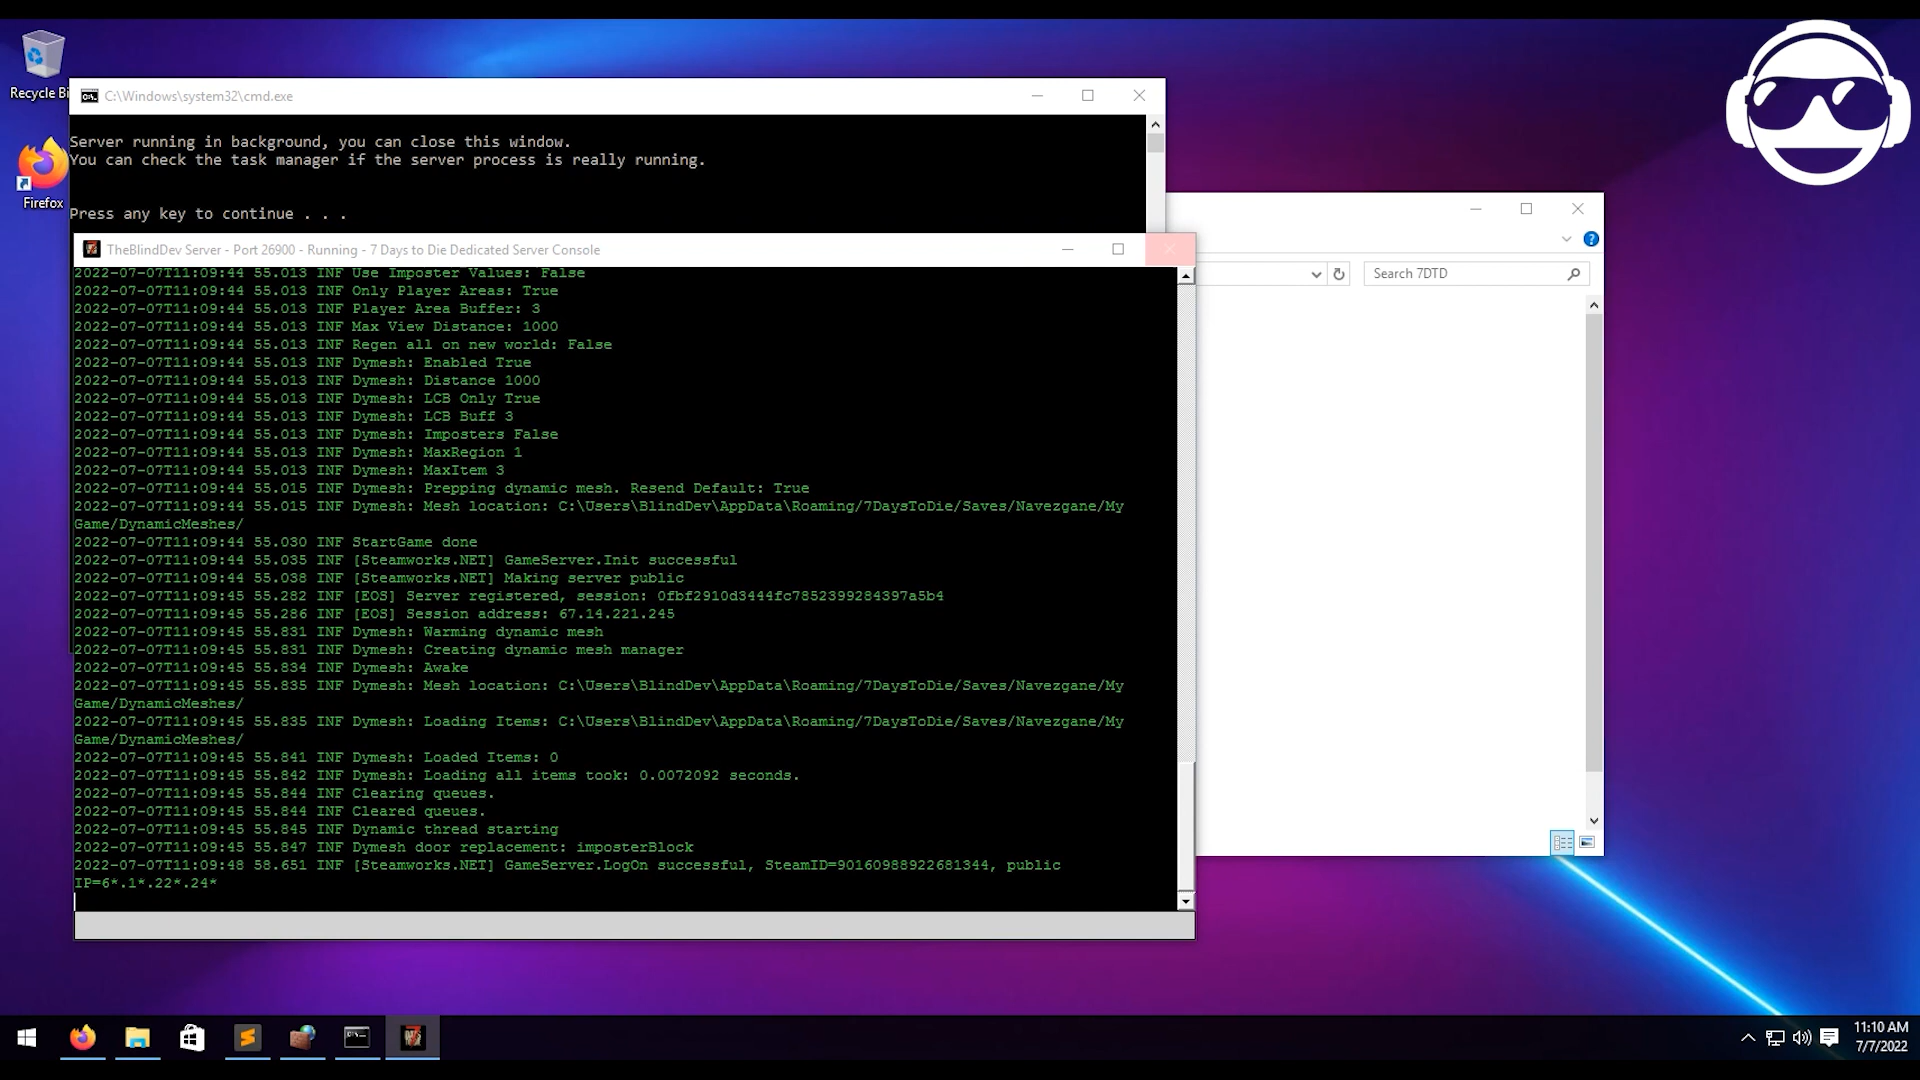 Recycle Bi
Firefox
C:\Windows\system32\cmd.exe
Server running in background, you can close this window.
You can check the task manager if the server process is really running.
Press any key to continue . . .
TheBlindDev Server - Port 26900 - Running - 7 Days to Die Dedicated Server Console
2022-07-07T11:09:44 55.013 INF Use Imposter Values: False
2022-07-07T11:09:44 55.013 INF Only Player Areas: True
2022-07-07T11:09:44 55.013 INF Player Area Buffer: 3
2022-07-07T11:09:44 55.013 INF Max View Distance: 1000
2022-07-07T11:09:44 55.013 INF Regen all on new world: False
2022-07-07T11:09:44 55.013 INF Dymesh: Enabled True
2022-07-07T11:09:44 55.013 INF Dymesh: Distance 1000
2022-07-07T11:09:44 55.013 INF Dymesh: LCB Only True
2022-07-07T11:09:44 55.013 INF Dymesh: LCB Buff 3
2022-07-07T11:09:44 55.013 INF Dymesh: Imposters False
2022-07-07T11:09:44 55.013 INF Dymesh: MaxRegion 1
2022-07-07T11:09:44 55.013 INF Dymesh: MaxItem 3
2022-07-07T11:09:44 55.015 INF Dymesh: Prepping dynamic mesh. Resend Default: True
2022-07-07T11:09:44 55.015 INF Dymesh: Mesh location: C:\Users\BlindDev\AppData\Roaming/7DaysToDie/Saves/Navezgane/My
Game/DynamicMeshes/
2022-07-07T11:09:44 55.030 INF StartGame done
2022-07-07T11:09:44 55.035 INF [Steamworks.NET] GameServer.Init successful
2022-07-07T11:09:44 55.038 INF [Steamworks.NET] Making server public
2022-07-07T11:09:45 55.282 INF [EOS] Server registered, session: 0fbf2910d3444fc7852399284397a5b4
2022-07-07T11:09:45 55.286 INF [EOS] Session address: 67.14.221.245
2022-07-07T11:09:45 55.831 INF Dymesh: Warming dynamic mesh
2022-07-07T11:09:45 55.831 INF Dymesh: Creating dynamic mesh manager
2022-07-07T11:09:45 55.834 INF Dymesh: Awake
2022-07-07T11:09:45 55.835 INF Dymesh: Mesh location: C:\Users\BlindDev\AppData\Roaming/7DaysToDie/Saves/Navezgane/My
Game/DynamicMeshes/
2022-07-07T11:09:45 55.835 INF Dymesh: Loading Items: C:\Users\BlindDev\AppData\Roaming/7DaysToDie/Saves/Navezgane/My
Game/DynamicMeshes/
2022-07-07T11:09:45 55.841 INF Dymesh: Loaded Items: 0
2022-07-07T11:09:45 55.842 INF Dymesh: Loading all items took: 0.0072092 seconds.
2022-07-07T11:09:45 55.844 INF Clearing queues.
2022-07-07T11:09:45 55.844 INF Cleared queues.
2022-07-07T11:09:45 55.845 INF Dynamic thread starting
2022-07-07T11:09:45 55.847 INF Dymesh door replacement: imposterBlock
2022-07-07T11:09:48 58.651 INF [Steamworks.NET] GameServer.LogOn successful, SteamID=90160988922681344, public
IP=6*.1*.22*.24*
Search 7DTD
11:10 AM
7/7/2022